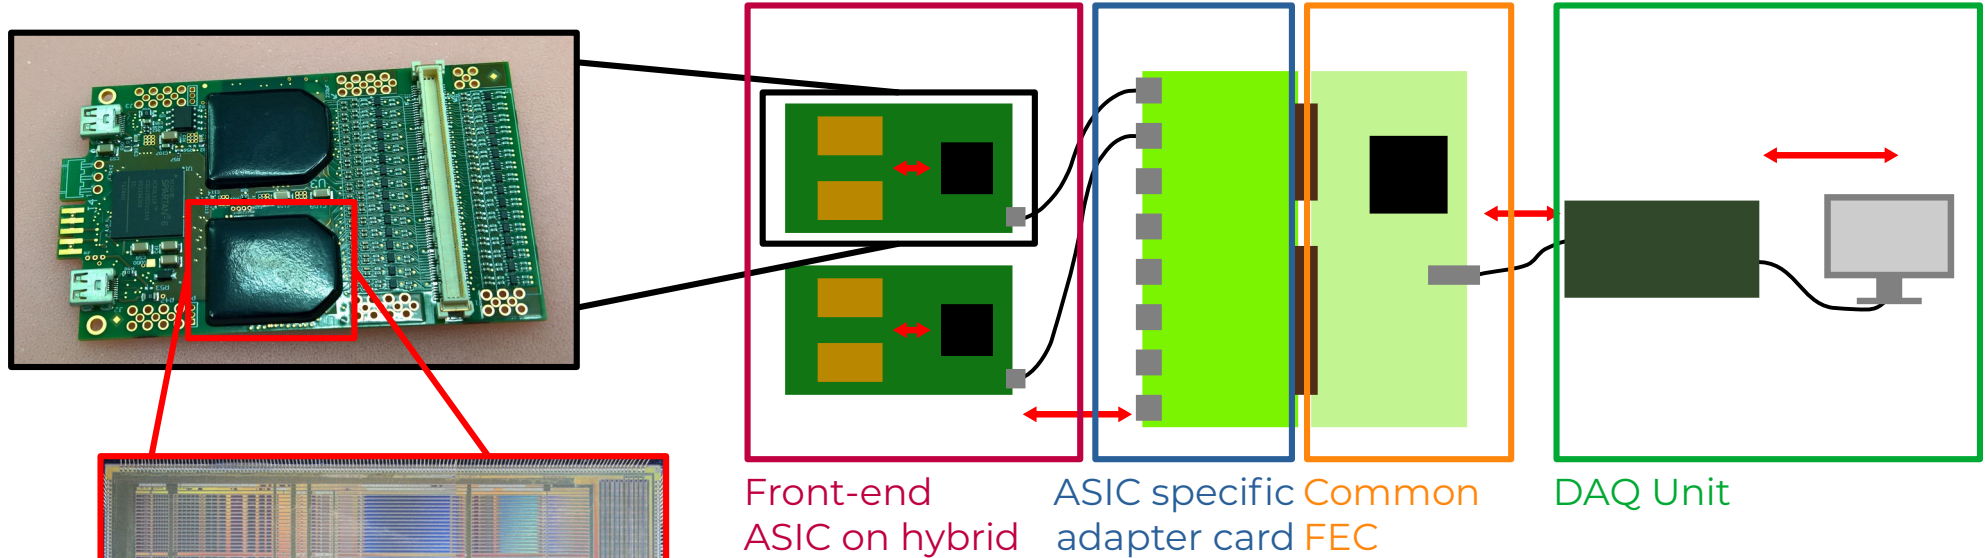 Front-end
ASIC on hybrid
ASIC specific
adapter card
Common
FEC
DAQ Unit